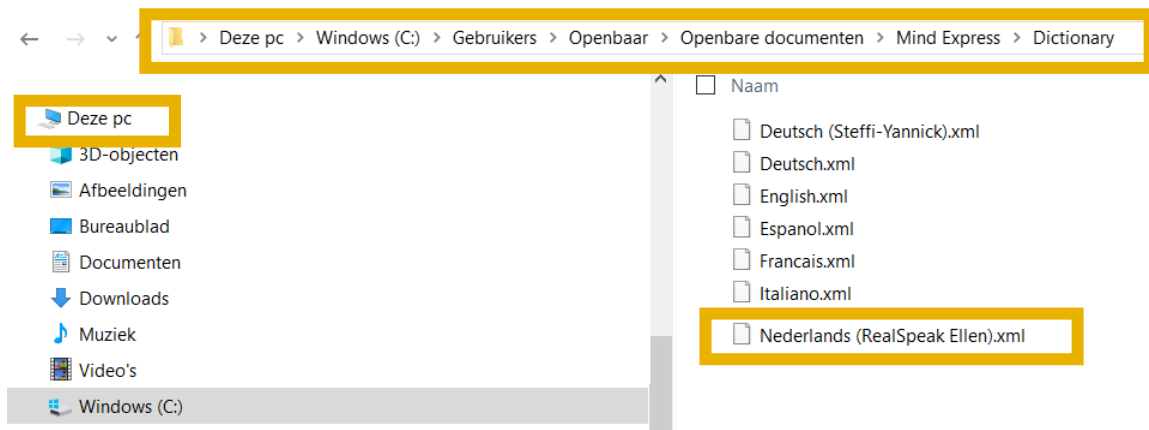 Deze pc > Windows (C:) > Gebruikers > Openbaar > Openbare documenten > Mind Express > Dictionary
Deze pc
3D-objecten
Afbeeldingen
Bureaublad
Documenten
Downloads
Muziek
Video's
Windows (C:)
Naam
Deutsch (Steffi-Yannick).xml
Deutsch.xml
English.xml
Espanol.xml
Francais.xml
Italiano.xml
Nederlands (RealSpeak Ellen).xml